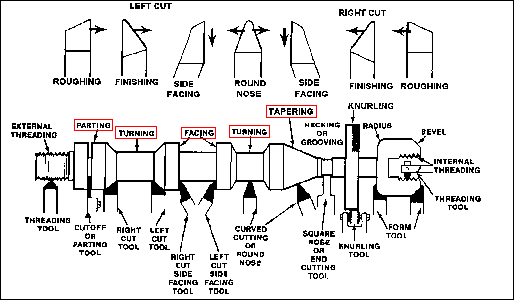 LEFT CUT
RIGHT CUT
ROUGHING
FINISHING
SIDE
FACING
ROUND
NOSE
SIDE
FACING
FINISHING
ROUGHING
EXTERNAL
THREADING
PARTING
TURNING
FACING
TURNING
TAPERING
NECKING
OR
GROOVING
KNURLING
RADIUS
BEVEL
INTERNAL
THREADING
THREADING
TOOL
THREADING
TOOL
CUTOFF
OR
PARTING
TOOL
RIGHT
CUT
TOOL
LEFT
CUT
TOOL
RIGHT
CUT
SIDE
FACING
TOOL
LEFT
CUT
SIDE
FACING
TOOL
CURVED
CUTTING
OR
ROUND
NOSE
SQUARE
NOSE
OR
END
CUTTING
TOOL
KNURLING
TOOL
FORM
TOOL